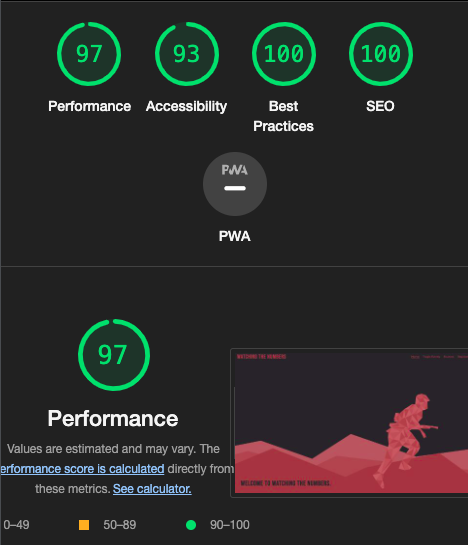 97
93
100
100
Performance
Accessibility
Best
Practices
SEO
PWA
PWA
97
Performance
Values are estimated and may vary. The
erformance score is calculated directly from
these metrics. See calculator.
0–49
50–89
90–100
WATCHING THE NUMBERS.
WELCOME TO WATCHING THE NUMBERS.